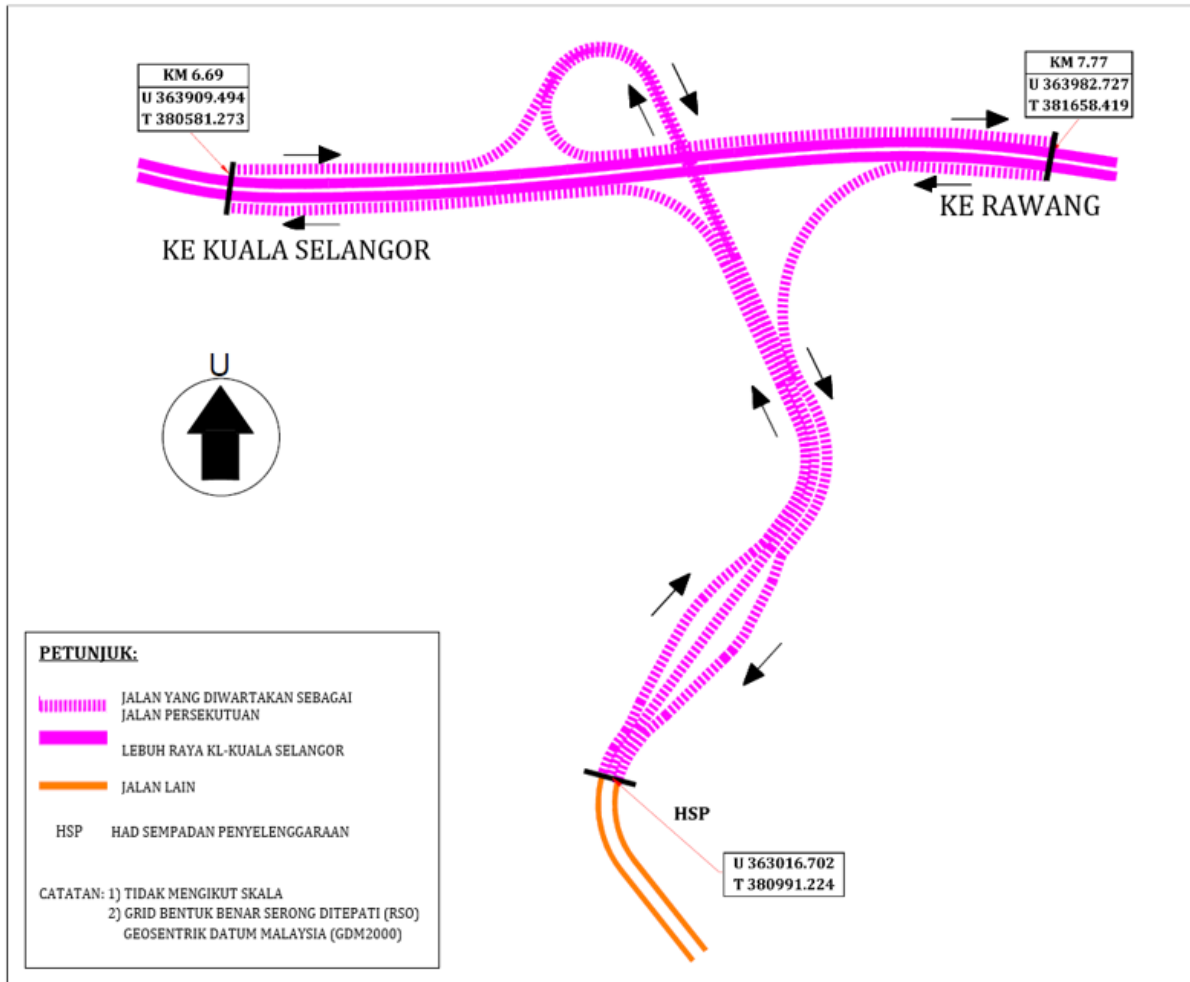 KM 6.69
U 363909.494
T 380581.273
KM 7.77
U 363982.727
T 381658.419
KE KUALA SELANGOR
KE RAWANG
U
PETUNJUK:
JALAN YANG DIWARTAKAN SEBAGAI
JALAN PERSEKUTUAN
LEBUH RAYA KL-KUALA SELANGOR
JALAN LAIN
HSP HAD SEMPADAN PENYELENGGARAAN
CATATAN: 1) TIDAK MENGIKUT SKALA
2) GRID BENTUK BENAR SERONG DITEPATI (RSO)
GEOSENTRIK DATUM MALAYSIA (GDM2000)
HSP
U 363016.702
T 380991.224